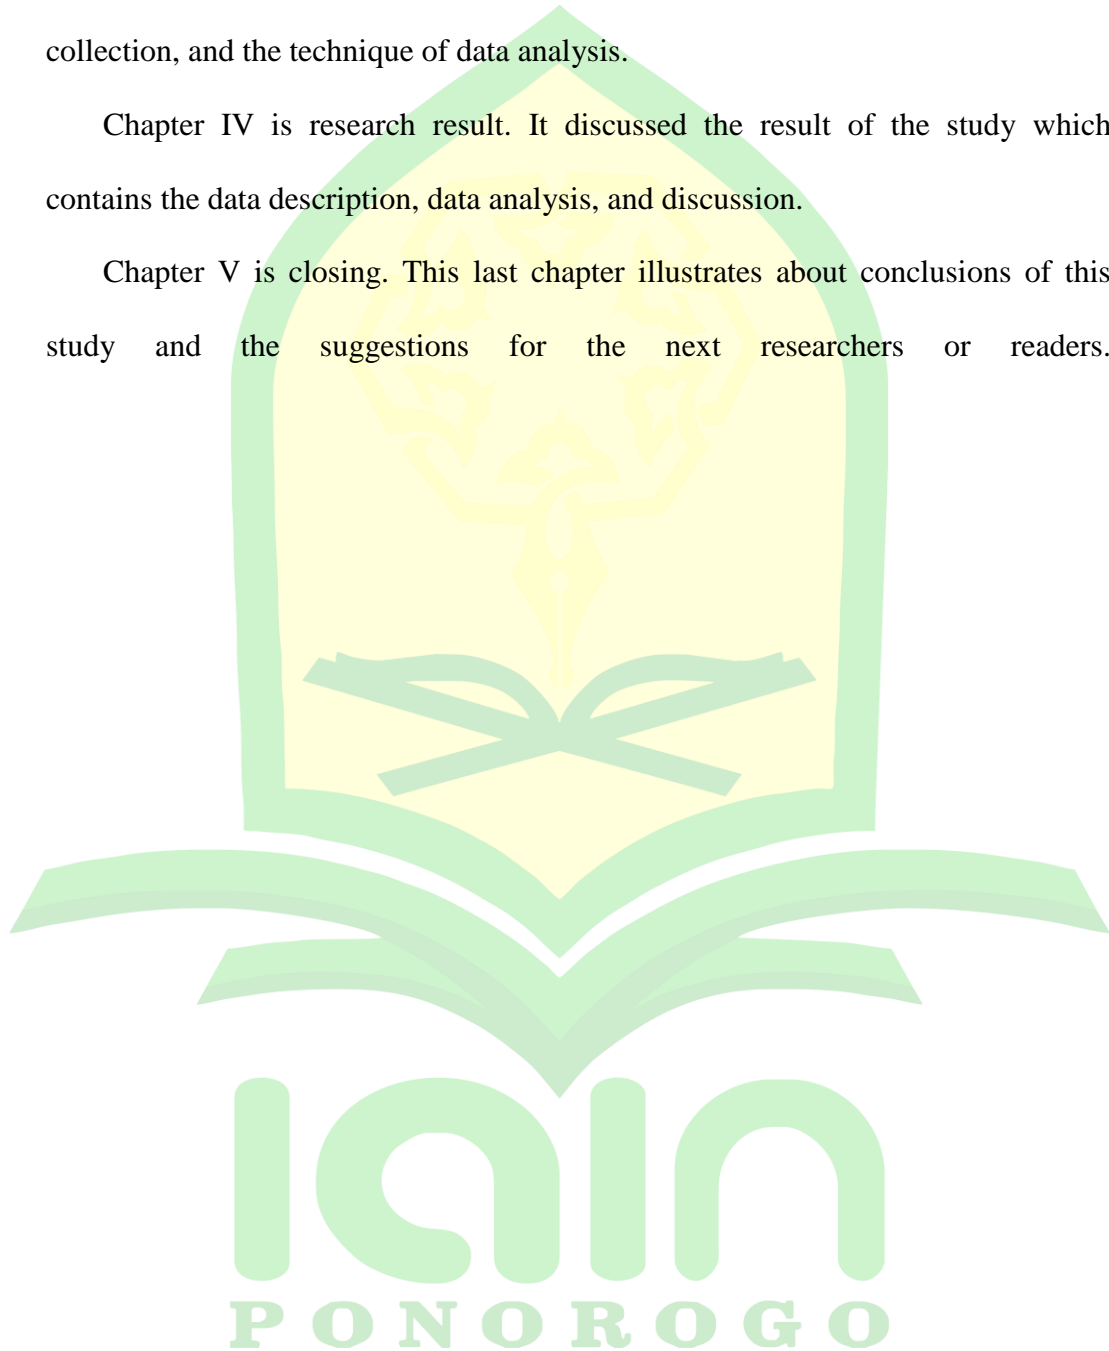 collection, and the technique of data analysis.
Chapter IV is research result. It discussed the result of the study which
contains the data description, data analysis, and discussion.
Chapter V is closing. This last chapter illustrates about conclusions of this
study and the suggestions for the next researchers or readers.
iain
PONOROGO